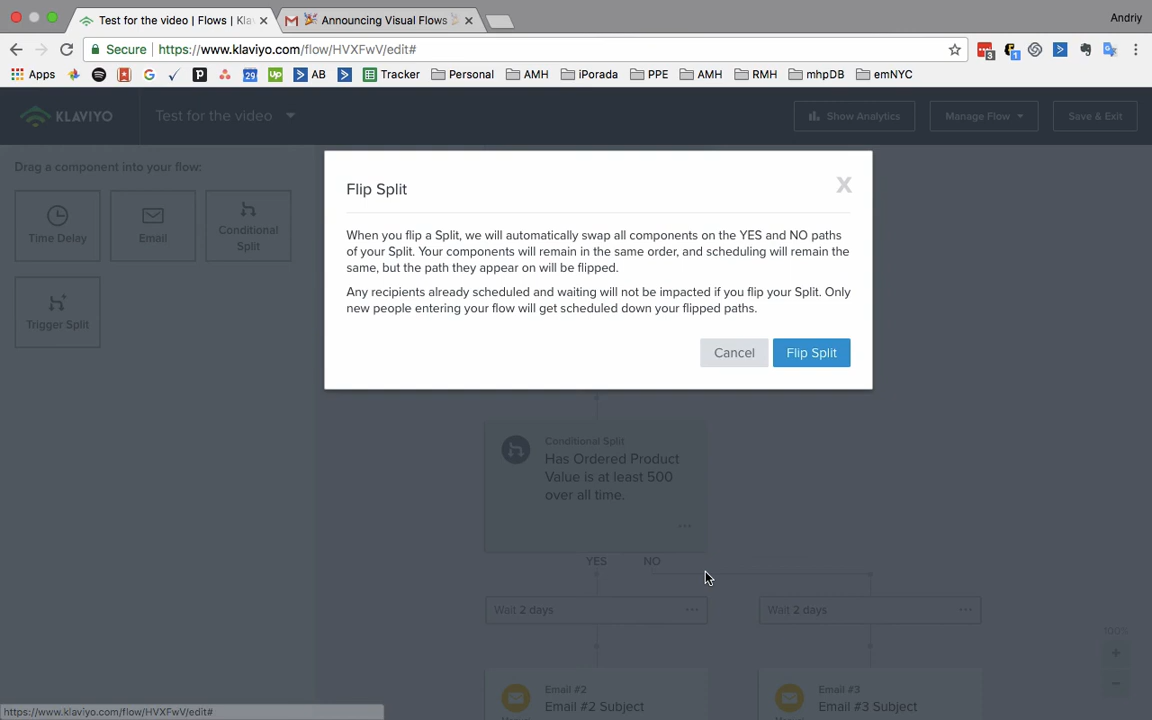 Test for the video | Flows | Kla
Announcing Visual Flows
Andriy
Secure
https://www.klaviyo.com/flow/HVXFwV/edit#
Apps
29
up
AB
Tracker
Personal
AMH
iPorada
PPE
AMH
RMH
mhpDB
emNYC
KLAVIYO
Test for the video
Show Analytics
Manage Flow
Save & Exit
Drag a component into your flow:
Time Delay
Email
Conditional
Split
Trigger Split
Flip Split
X
When you flip a Split, we will automatically swap all components on the YES and NO paths
of your Split. Your components will remain in the same order, and scheduling will remain the
same, but the path they appear on will be flipped.
Any recipients already scheduled and waiting will not be impacted if you flip your Split. Only
new people entering your flow will get scheduled down your flipped paths.
Cancel
Flip Split
Conditional Split
Has Ordered Product
Value is at least 500
over all time.
YES
NO
Wait 2 days
Wait 2 days
Email #2
Email #2 Subject
Email #3
Email #3 Subject
100%
https://www.klaviyo.com/flow/HVXFwV/edit#